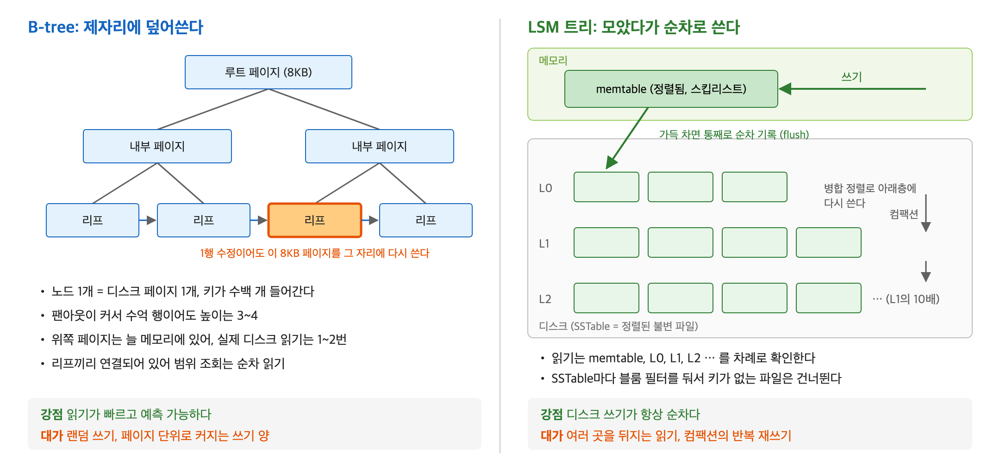 B-tree: 제자리에 덮어쓴다
루트 페이지 (8KB)
내부 페이지
내부 페이지
리프
리프
리프
리프
1행 수정이어도 이 8KB 페이지를 그 자리에 다시 쓴다
• 노드 1개 = 디스크 페이지 1개, 키가 수백 개 들어간다
• 팬아웃이 커서 수억 행이어도 높이는 3~4
• 위쪽 페이지는 늘 메모리에 있어, 실제 디스크 읽기는 1~2번
• 리프끼리 연결되어 있어 범위 조회는 순차 읽기
강점 읽기가 빠르고 예측 가능하다
대가 랜덤 쓰기, 페이지 단위로 커지는 쓰기 양
LSM 트리: 모았다가 순차로 쓴다
메모리
memtable (정렬됨, 스킵리스트)
쓰기
가득 차면 통째로 순차 기록 (flush)
L0
병합 정렬로 아래층에
다시 쓴다
컴팩션
L1
L2
… (L1의 10배)
디스크 (SSTable = 정렬된 불변 파일)
• 읽기는 memtable, L0, L1, L2 … 를 차례로 확인한다
• SSTable마다 블룸 필터를 둬서 키가 없는 파일은 건너뛴다
강점 디스크 쓰기가 항상 순차다
대가 여러 곳을 뒤지는 읽기, 컴팩션의 반복 재쓰기